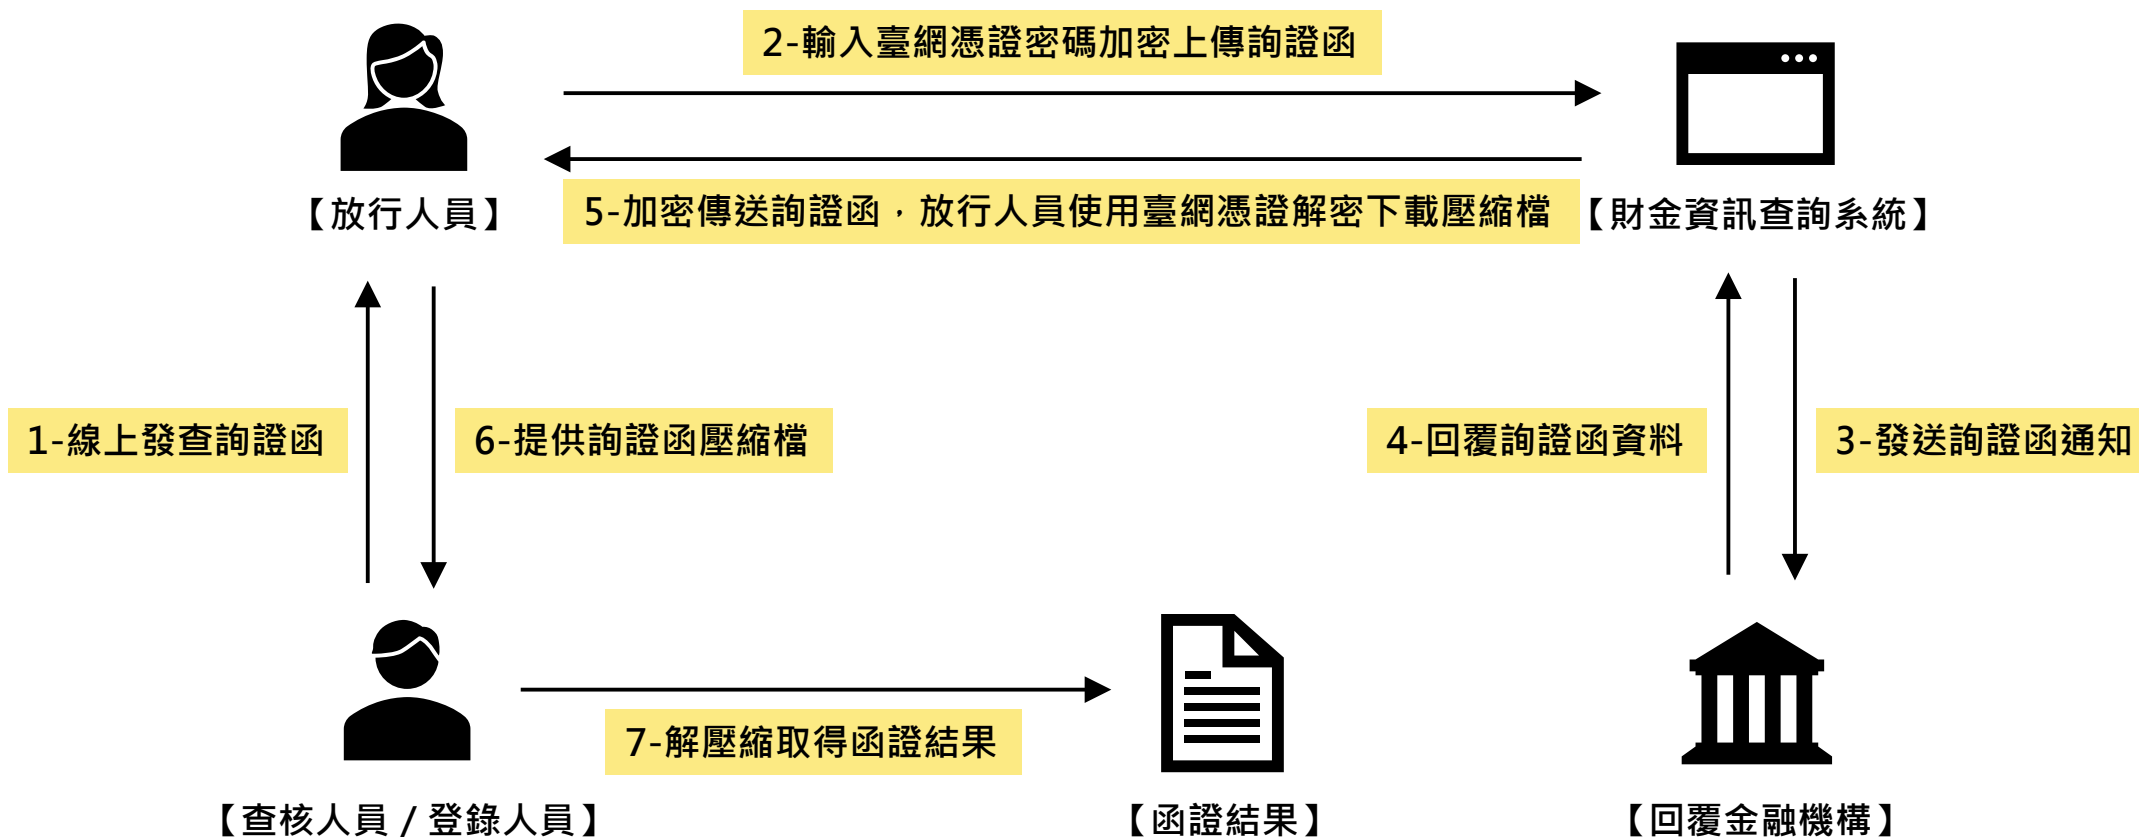 2-輸入臺網憑證密碼加密上傳詢證函
【放行人員】
5-加密傳送詢證函，放行人員使用臺網憑證解密下載壓縮檔
【財金資訊查詢系統】
1-線上發查詢證函
6-提供詢證函壓縮檔
4-回覆詢證函資料
3-發送詢證函通知
7-解壓縮取得函證結果
【查核人員 / 登錄人員】
【函證結果】
【回覆金融機構】